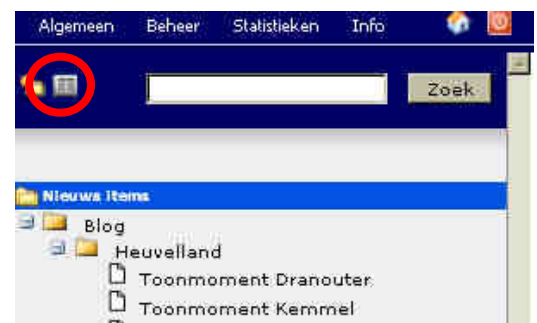 Algemeen Beheer Statistieken Info
Zoek
Nieuws Items
Blog
Heuvelland
Toonmoment Dranouter
Toonmoment Kemmel